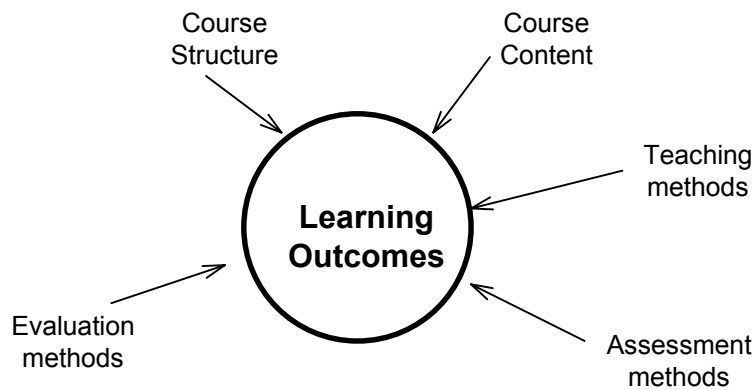 Course
Structure
Course
Content
Teaching
methods
Learning
Outcomes
Evaluation
methods
Assessment
methods